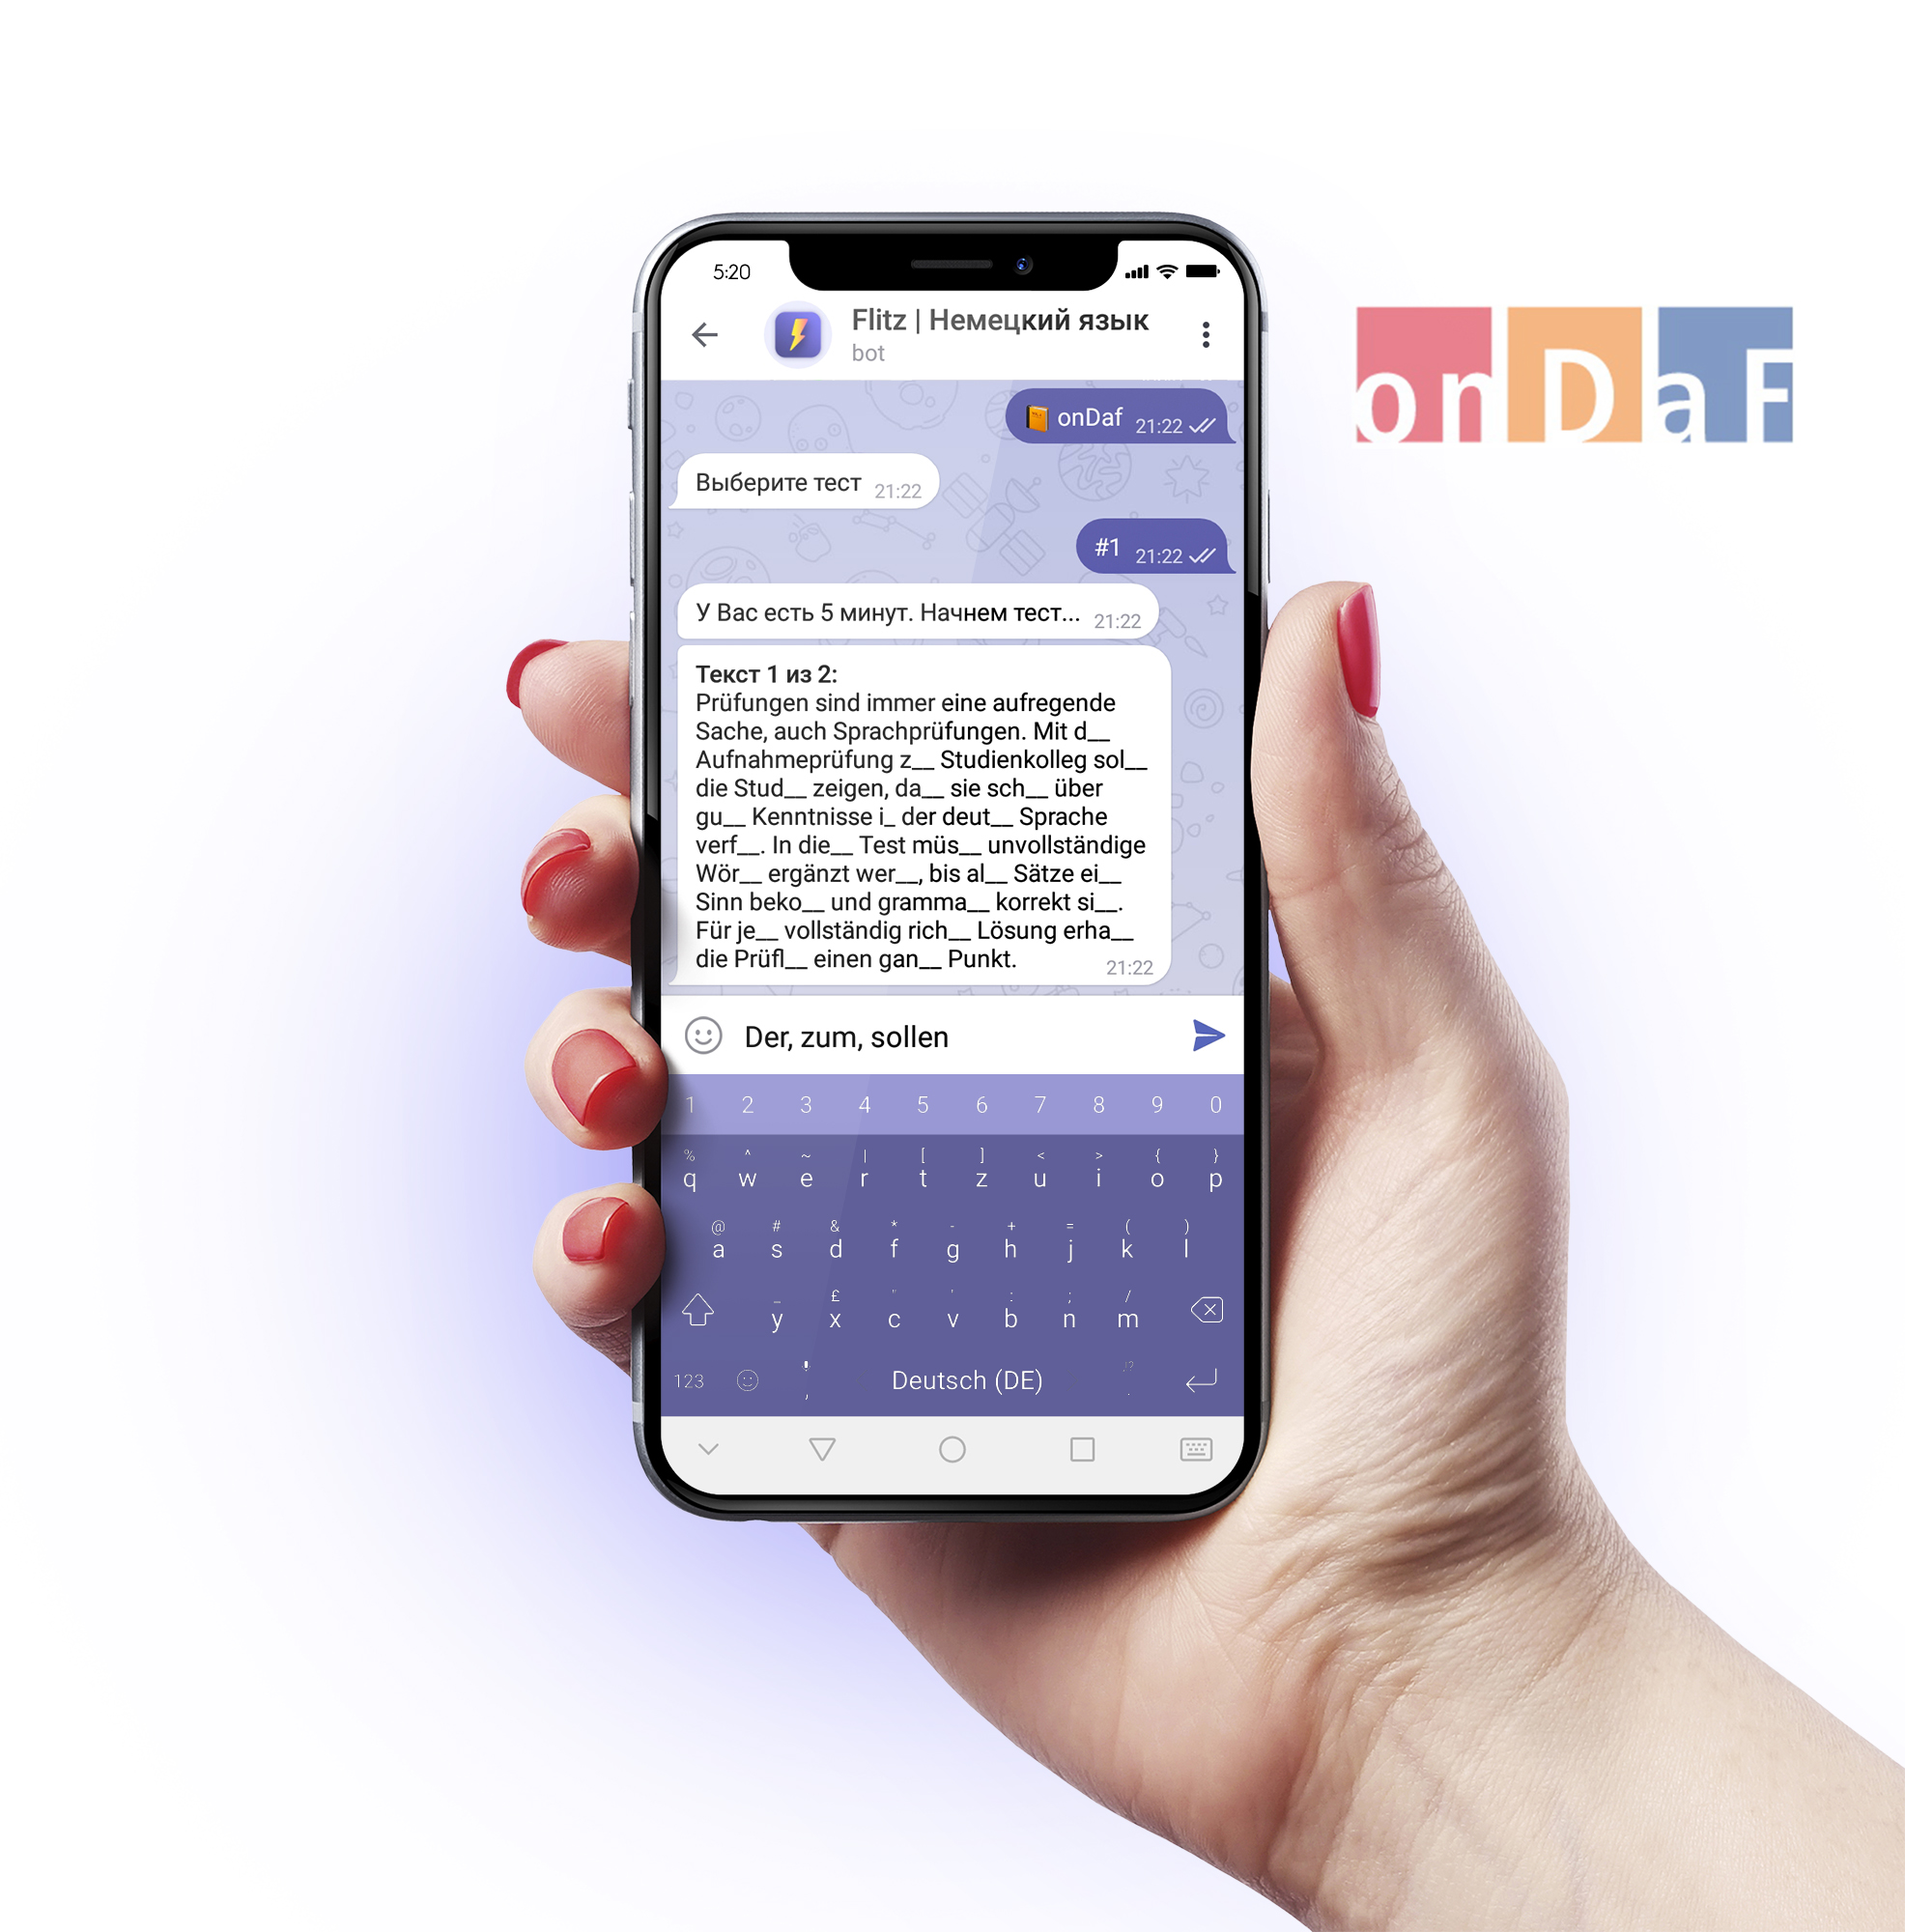 5:20
Flitz | Немецкий язык
bot
onDaf 21:22
Выберите тест 21:22
#1 21:22
У Вас есть 5 минут. Начнем тест... 21:22
Текст 1 из 2:
Prüfungen sind immer eine aufregende
Sache, auch Sprachprüfungen. Mit d__
Aufnahmeprüfung z__ Studienkolleg sol__
die Stud__ zeigen, da__ sie sch__ über
gu__ Kenntnisse i_ der deut__ Sprache
verf__. In die__ Test müs__ unvollständige
Wör__ ergänzt wer__, bis al__ Sätze ei__
Sinn beko__ und gramma__ korrekt si__.
Für je__ vollständig rich__ Lösung erha__
die Prüfl__ einen gan__ Punkt.
21:22
Der, zum, sollen
1 2 3 4 5 6 7 8 9 0
% ^ ~ | [ ] < > { }
q w e r t z u i o p
@ # & * - + = ( )
a s d f g h j k l
_ £ " ' : ; /
y x c v b n m
123 , Deutsch (DE) !? .
onDaF